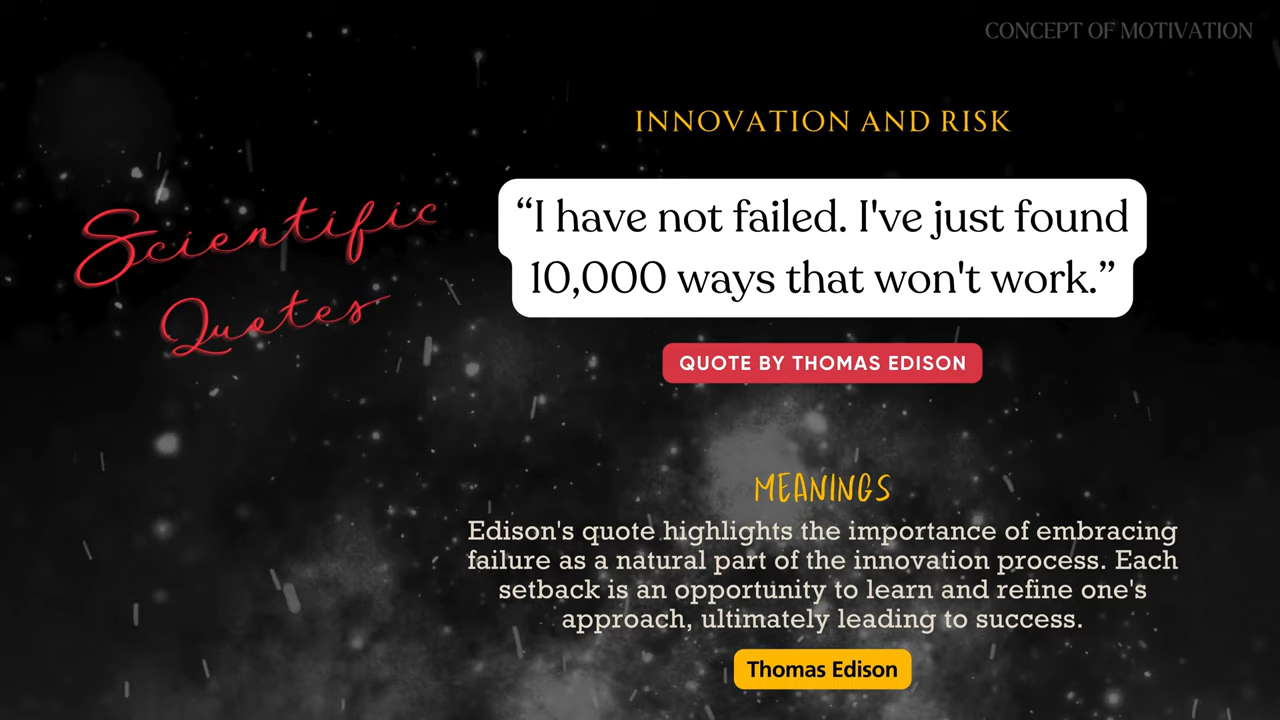 CONCEPT OF MOTIVATION
INNOVATION AND RISK
Scientific
Quotes
“I have not failed. I've just found
10,000 ways that won't work.”
QUOTE BY THOMAS EDISON
MEANINGS
Edison's quote highlights the importance of embracing
failure as a natural part of the innovation process. Each
setback is an opportunity to learn and refine one's
approach, ultimately leading to success.
Thomas Edison